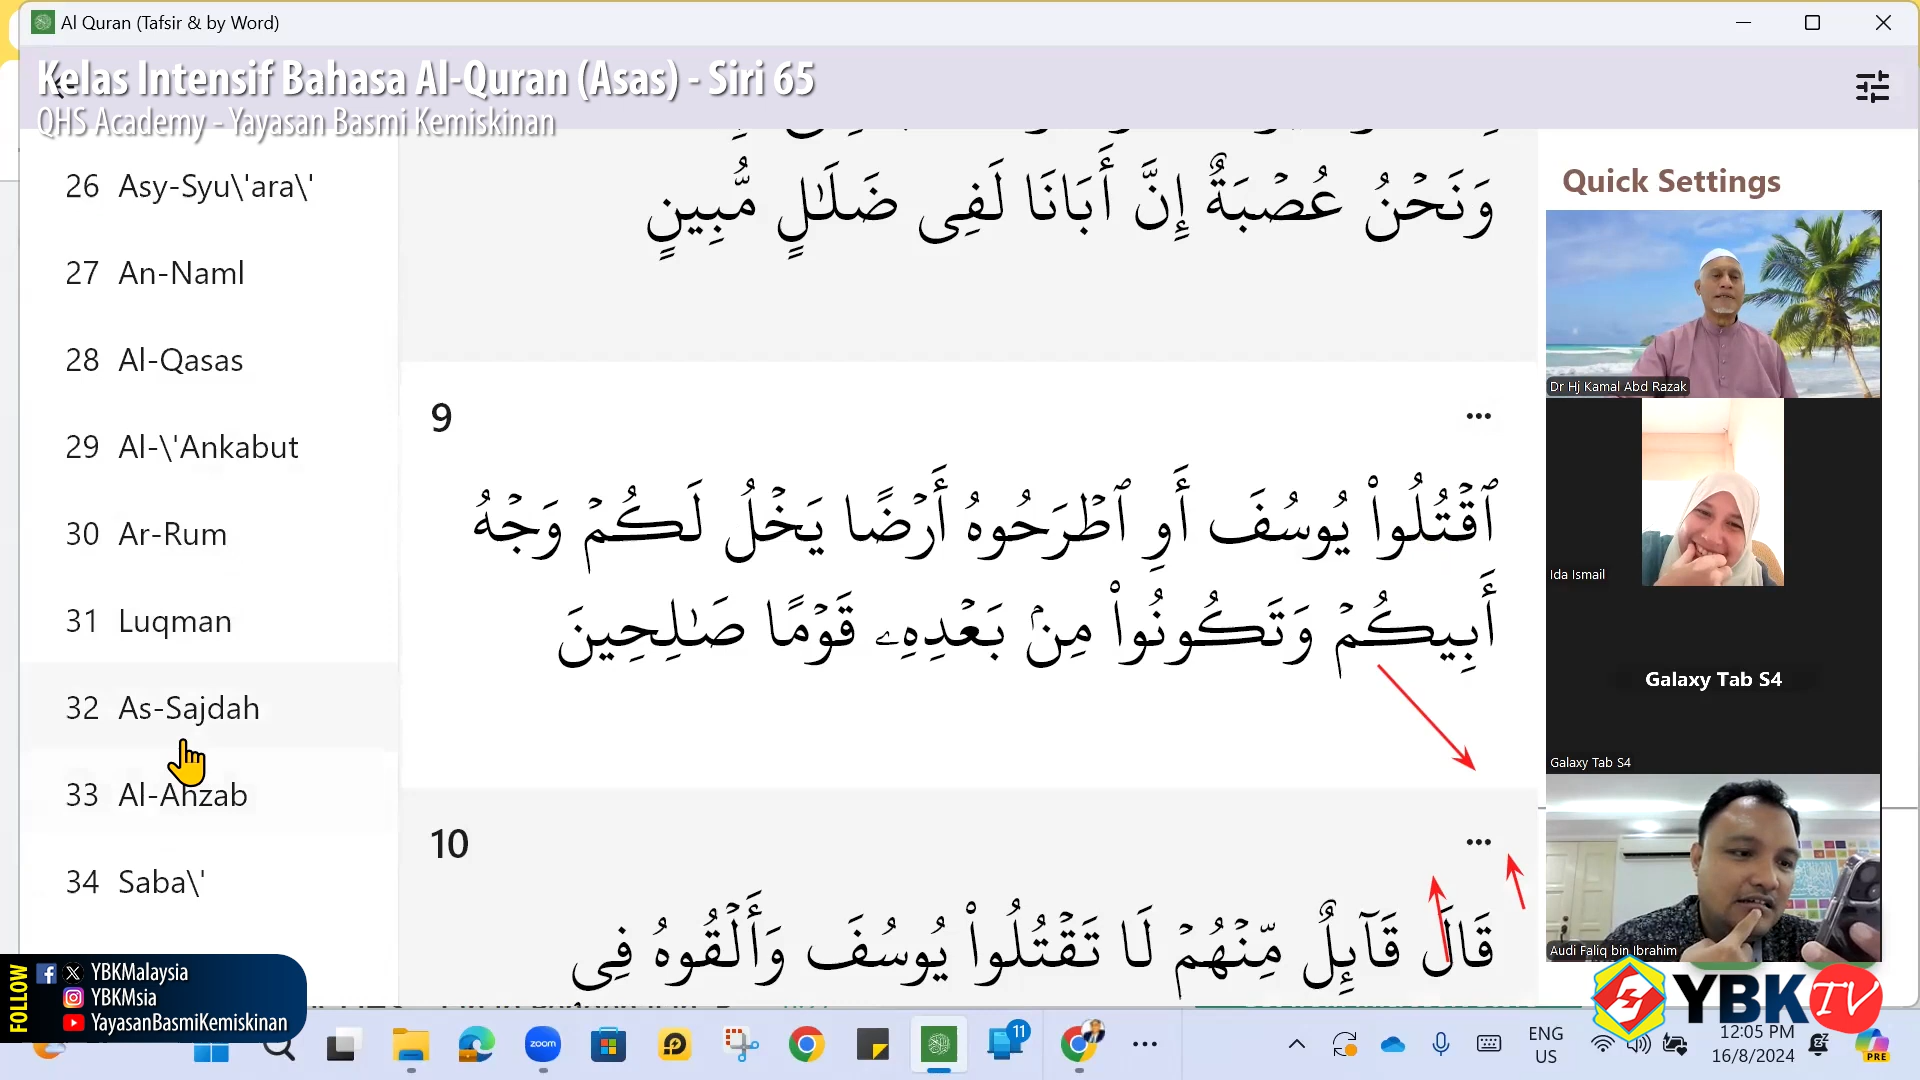 Al Quran (Tafsir & by Word)
Kelas Intensif Bahasa Al-Quran (Asas) - Siri 65
QHS Academy - Yayasan Basmi Kemiskinan
26 Asy-Syu\'ara\'
27 An-Naml
28 Al-Qasas
29 Al-\'Ankabut
30 Ar-Rum
31 Luqman
32 As-Sajdah
33 Al-Ahzab
34 Saba\'
وَنَحۡنُ عُصۡبَةٌ إِنَّ أَبَانَا لَفِى ضَلَـٰلٍ مُّبِينٍ
9
ٱقۡتُلُواْ يُوسُفَ أَوِ ٱطۡرَحُوهُ أَرۡضًا يَخۡلُ لَكُمۡ وَجۡهُ
أَبِيكُمۡ وَتَكُونُواْ مِنۢ بَعۡدِهِۦ قَوۡمًا صَـٰلِحِينَ
10
قَالَ قَآٮِٕلٌ مِّنۡهُمۡ لَا تَقۡتُلُواْ يُوسُفَ وَأَلۡقُوهُ فِى
Quick Settings
Dr Hj Kamal Abd Razak
Ida Ismail
Galaxy Tab S4
Galaxy Tab S4
Audi Faliq bin Ibrahim
FOLLOW
YBKMalaysia
YBKMsia
YayasanBasmiKemiskinan
YBK TV
zoom
11
ENG
US
12:05 PM
16/8/2024
PRE